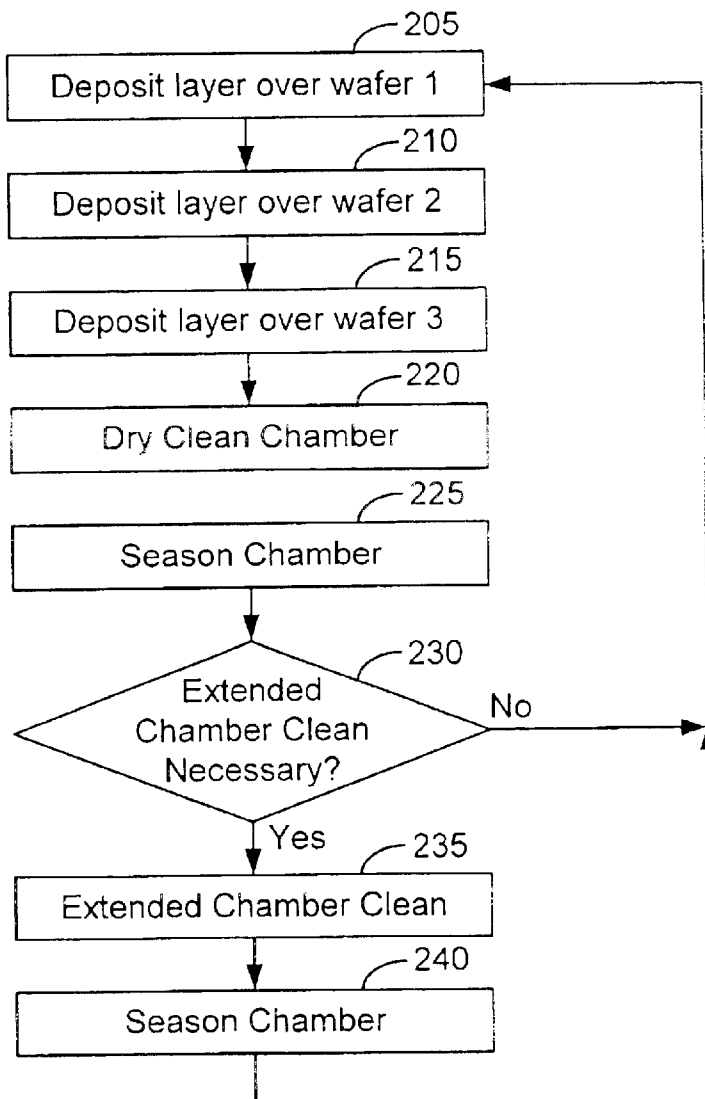 205
Deposit layer over wafer 1
210
Deposit layer over wafer 2
215
Deposit layer over wafer 3
220
Dry Clean Chamber
225
Season Chamber
230
Extended
Chamber Clean
Necessary?
No
Yes
235
Extended Chamber Clean
240
Season Chamber